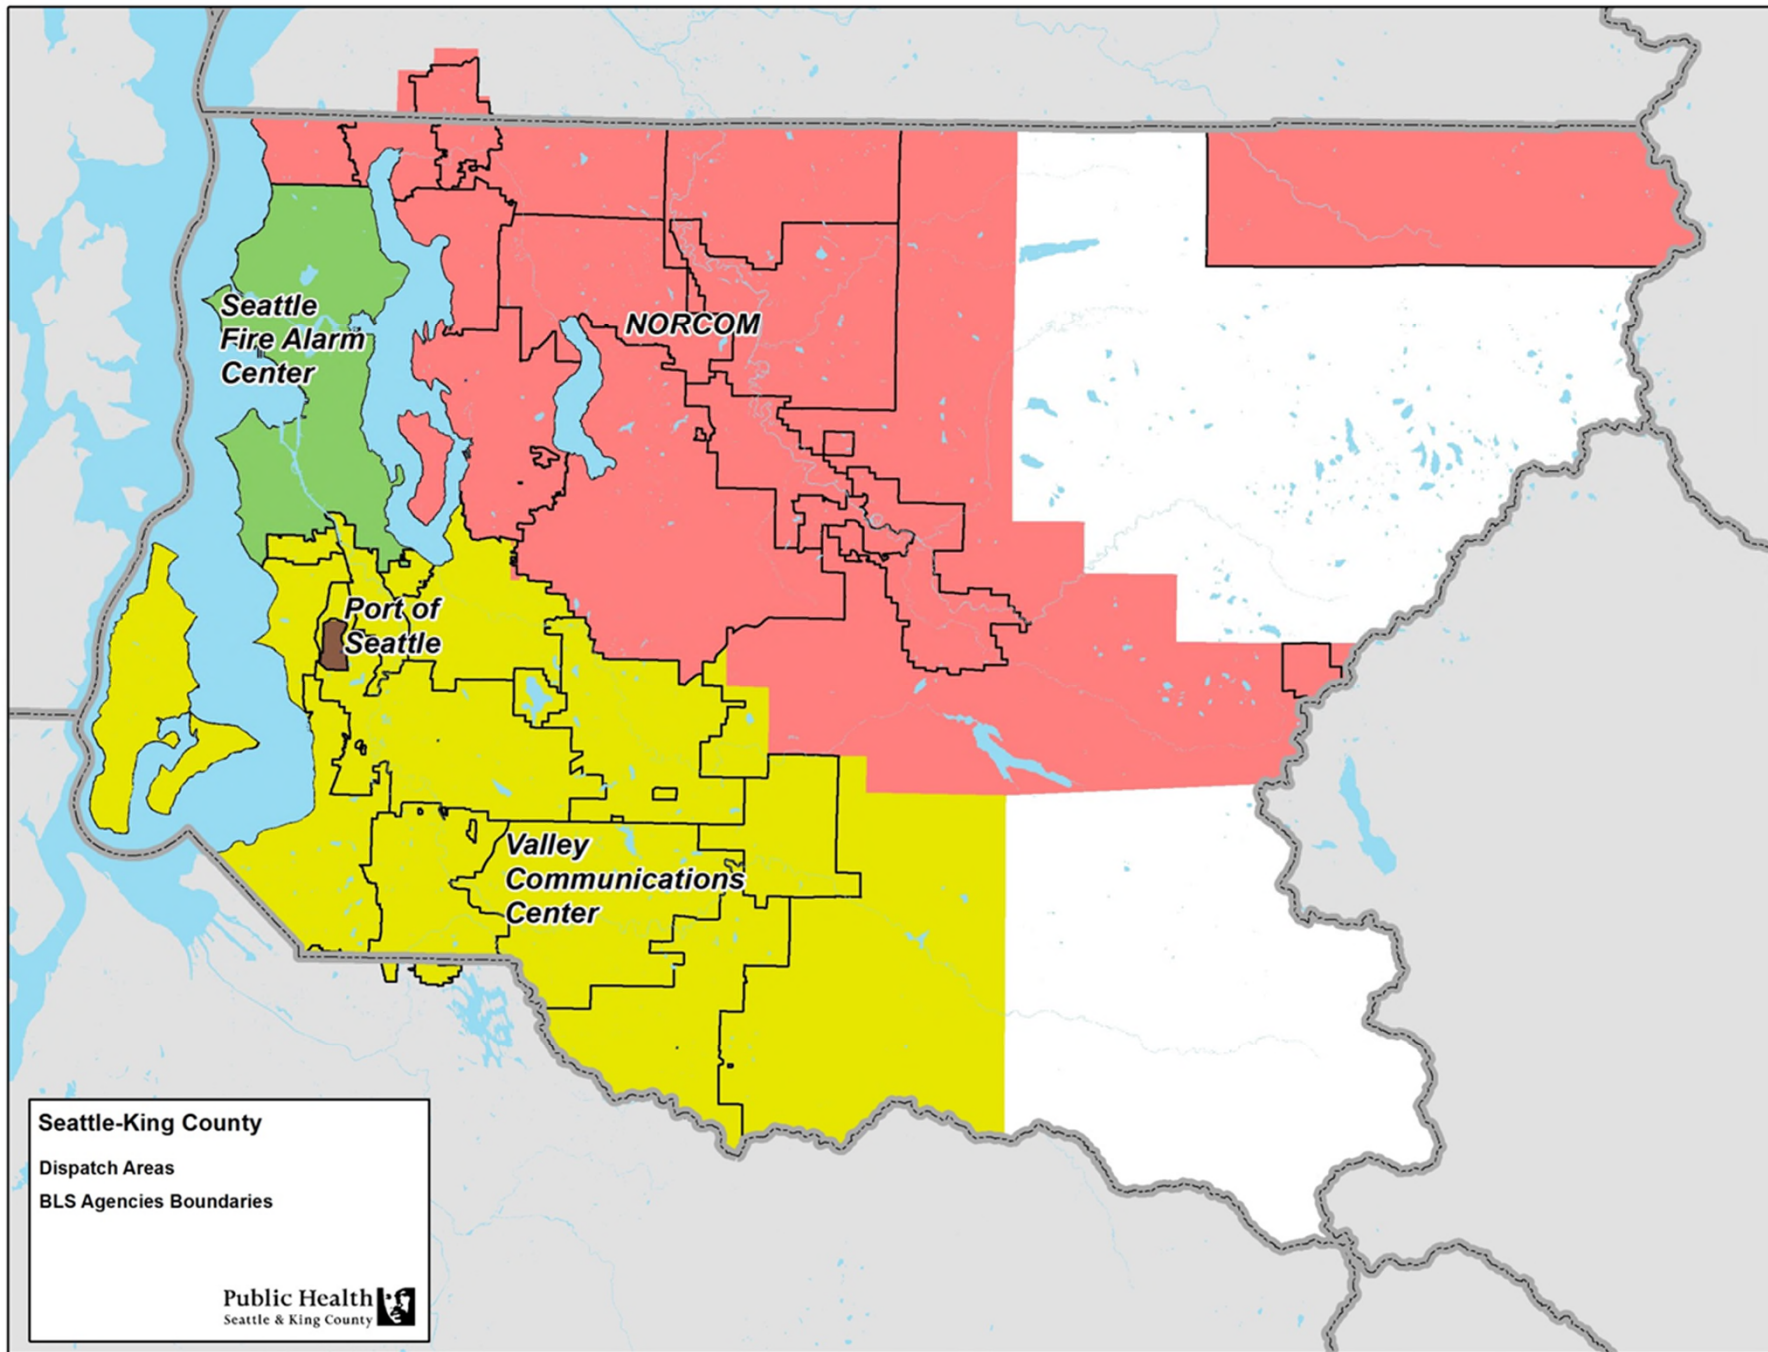 Seattle
Fire Alarm
Center
NORCOM
Port of
Seattle
Valley
Communications
Center
Seattle-King County
Dispatch Areas
BLS Agencies Boundaries
Public Health
Seattle & King County